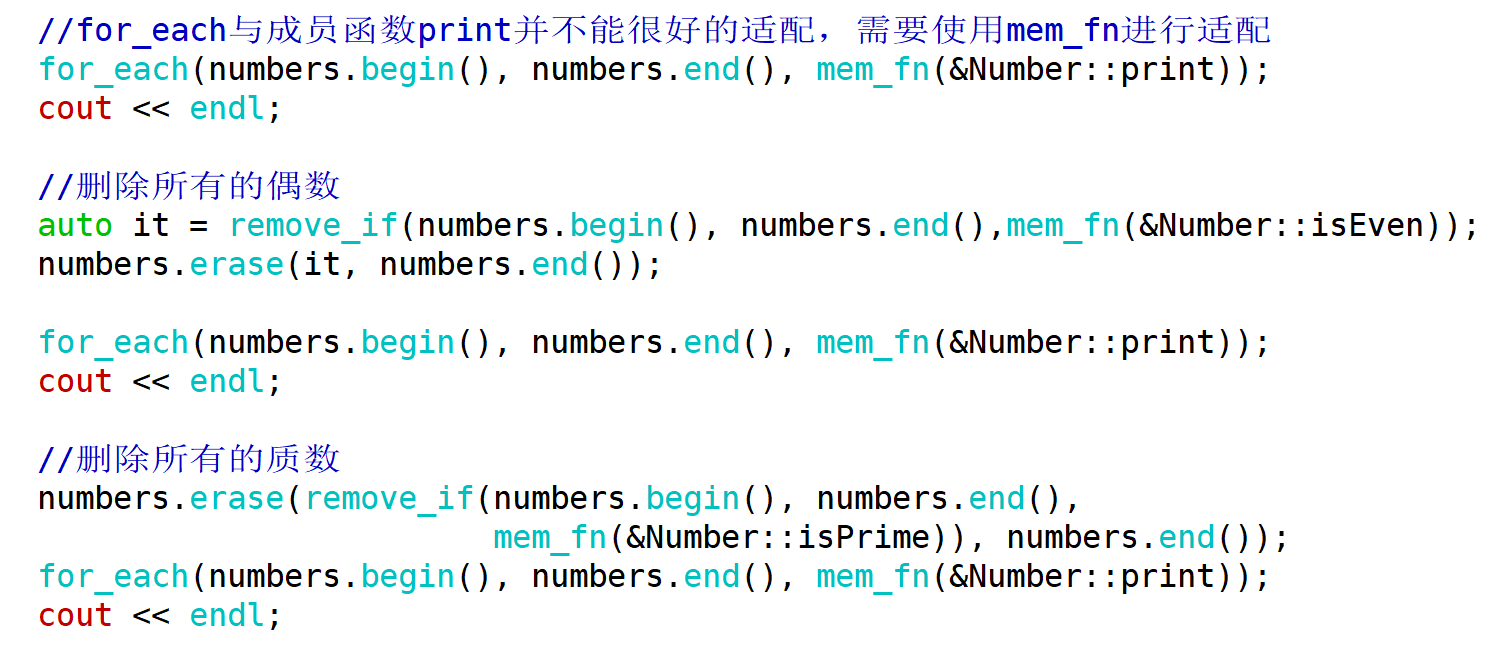 //for_each与成员函数print并不能很好的适配，需要使用mem_fn进行适配
for_each(numbers.begin(), numbers.end(), mem_fn(&Number::print));
cout << endl;
//删除所有的偶数
auto it = remove_if(numbers.begin(), numbers.end(),mem_fn(&Number::isEven));
numbers.erase(it, numbers.end());
for_each(numbers.begin(), numbers.end(), mem_fn(&Number::print));
cout << endl;
//删除所有的质数
numbers.erase(remove_if(numbers.begin(), numbers.end(),
mem_fn(&Number::isPrime)), numbers.end());
for_each(numbers.begin(), numbers.end(), mem_fn(&Number::print));
cout << endl;